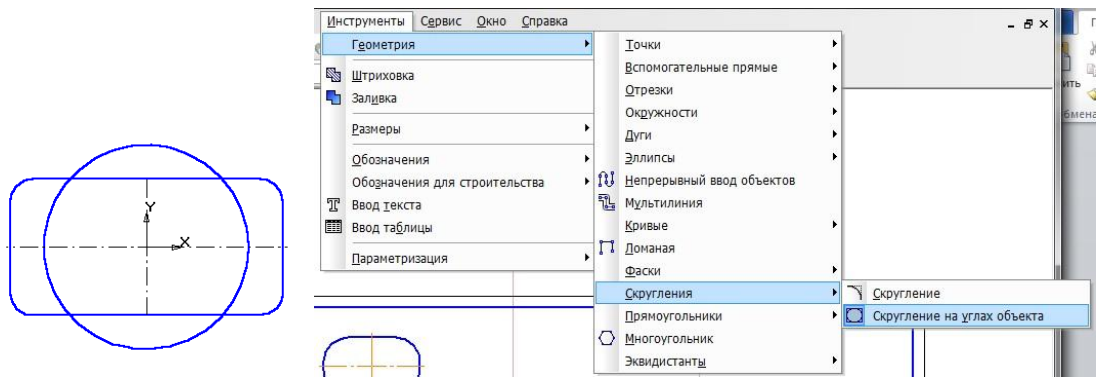 Инструменты Сервис Окно Справка
Геометрия
Штриховка
Заливка
Размеры
Обозначения
Обозначения для строительства
Ввод текста
Ввод таблицы
Параметризация
Точки
Вспомогательные прямые
Отрезки
Окружности
Дуги
Эллипсы
Непрерывный ввод объектов
Мультилиния
Кривые
Ломаная
Фаски
Скругления
Прямоугольники
Многоугольник
Эквидистанты
Скругление
Скругление на углах объекта
Y
X
ить
бмена